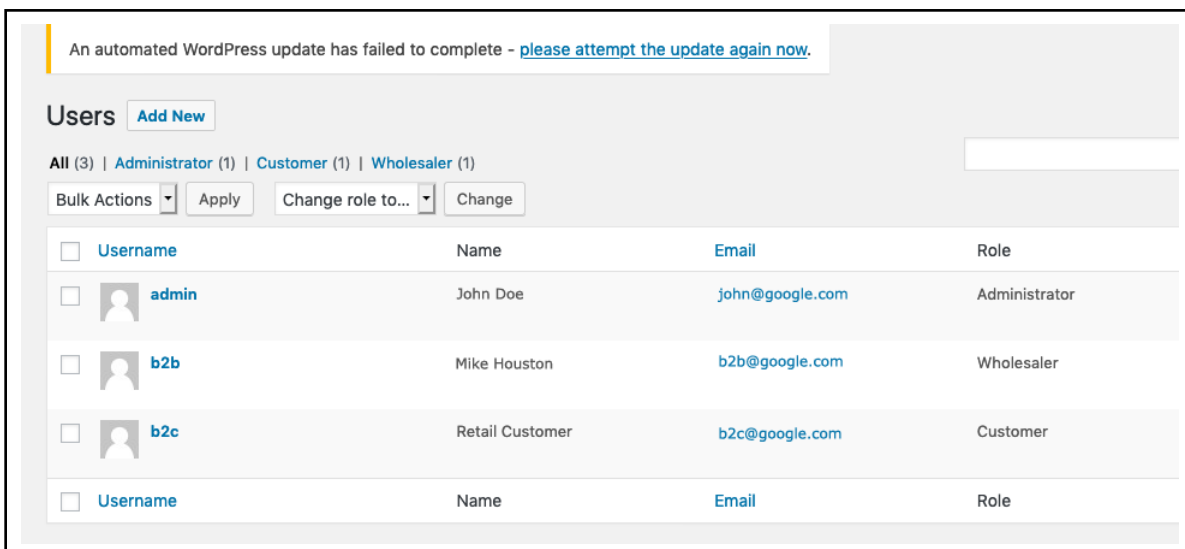 An automated WordPress update has failed to complete - please attempt the update again now.
Users Add New
All (3) | Administrator (1) | Customer (1) | Wholesaler (1)
Bulk Actions Apply Change role to... Change
Username Name Email Role
admin John Doe john@google.com Administrator
b2b Mike Houston b2b@google.com Wholesaler
b2c Retail Customer b2c@google.com Customer
Username Name Email Role